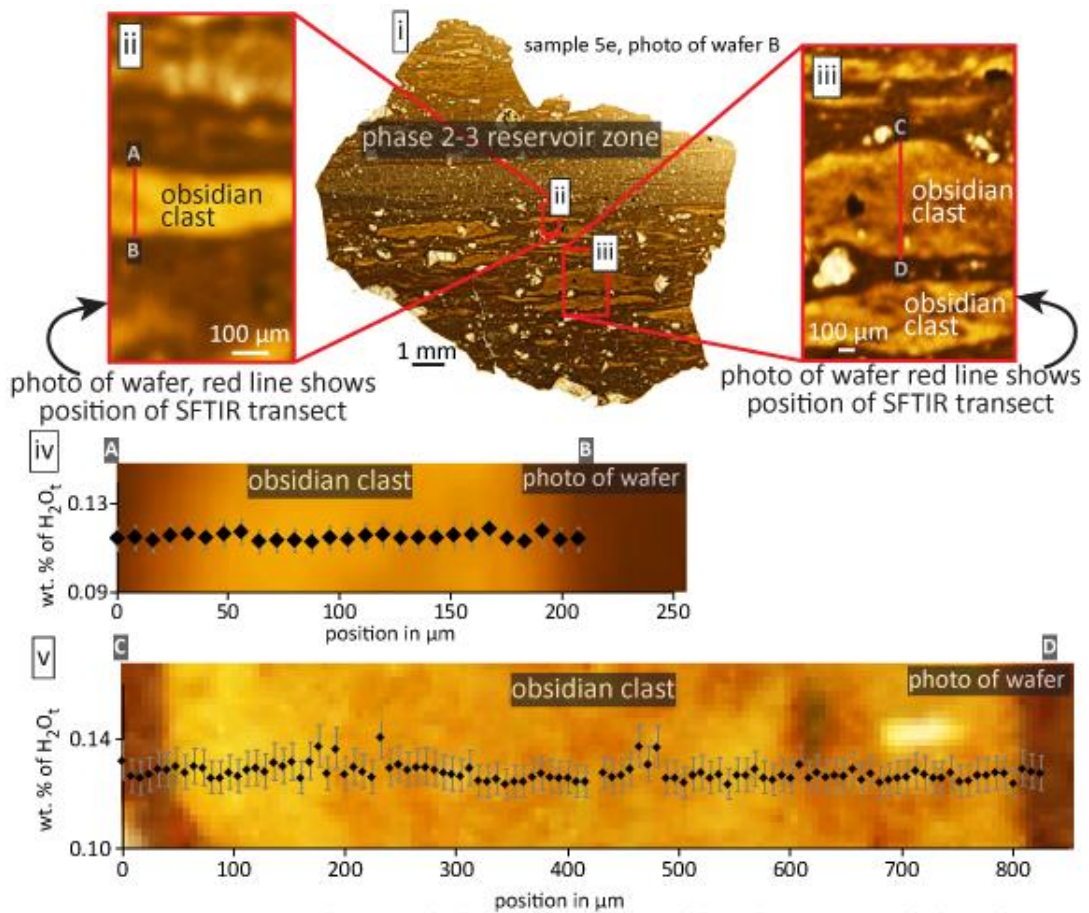 ii
i
sample 5e, photo of wafer B
iii
A
C
phase 2-3 reservoir zone
obsidian
clast
ii
obsidian
clast
B
iii
D
obsidian
clast
100 µm
1 mm
100 µm
photo of wafer, red line shows
position of SFTIR transect
photo of wafer red line shows
position of SFTIR transect
iv
A
B
obsidian clast
photo of wafer
wt. % of H₂Oₜ
0.13
0.09
0
50
100
150
200
250
position in µm
v
C
D
obsidian clast
photo of wafer
wt. % of H₂Oₜ
0.14
0.10
0
100
200
300
400
500
600
700
800
position in µm